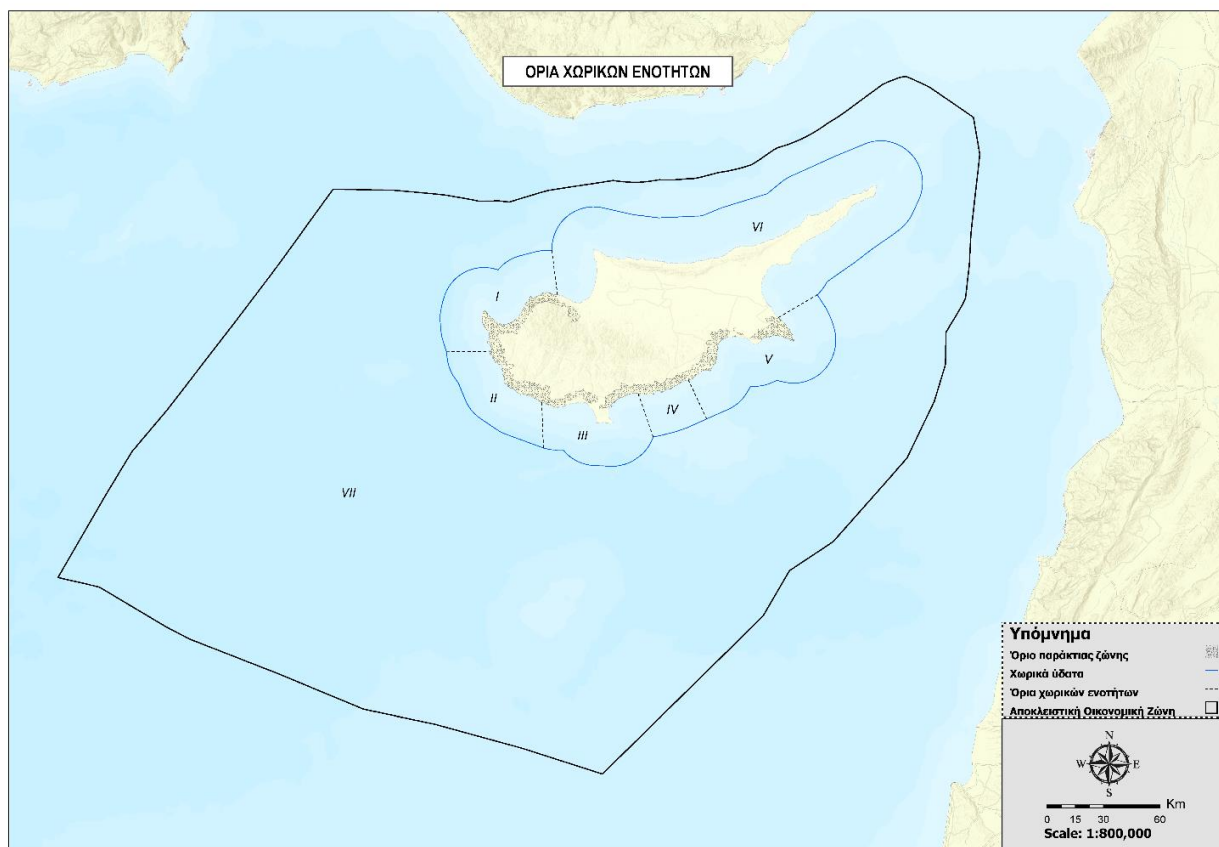 ΟΡΙΑ ΧΩΡΙΚΩΝ ΕΝΟΤΗΤΩΝ
VI
I
V
II
IV
III
VII
Υπόμνημα
Όριο παράκτιας ζώνης
Χωρικά ύδατα
Όρια χωρικών ενοτήτων
Αποκλειστική Οικονομική Ζώνη
N
W E
S
Km
0 15 30 60
Scale: 1:800,000